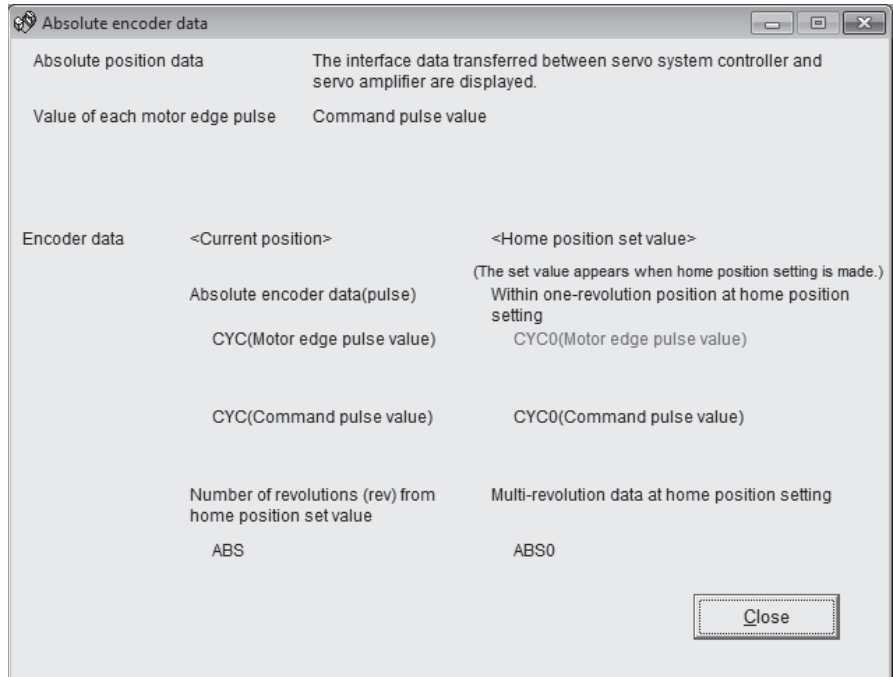 Absolute encoder data
Absolute position data The interface data transferred between servo system controller and
servo amplifier are displayed.
Value of each motor edge pulse Command pulse value
Encoder data <Current position> <Home position set value>
(The set value appears when home position setting is made.)
Absolute encoder data(pulse) Within one-revolution position at home position
setting
CYC(Motor edge pulse value) CYC0(Motor edge pulse value)
CYC(Command pulse value) CYC0(Command pulse value)
Number of revolutions (rev) from Multi-revolution data at home position setting
home position set value
ABS ABS0
Close